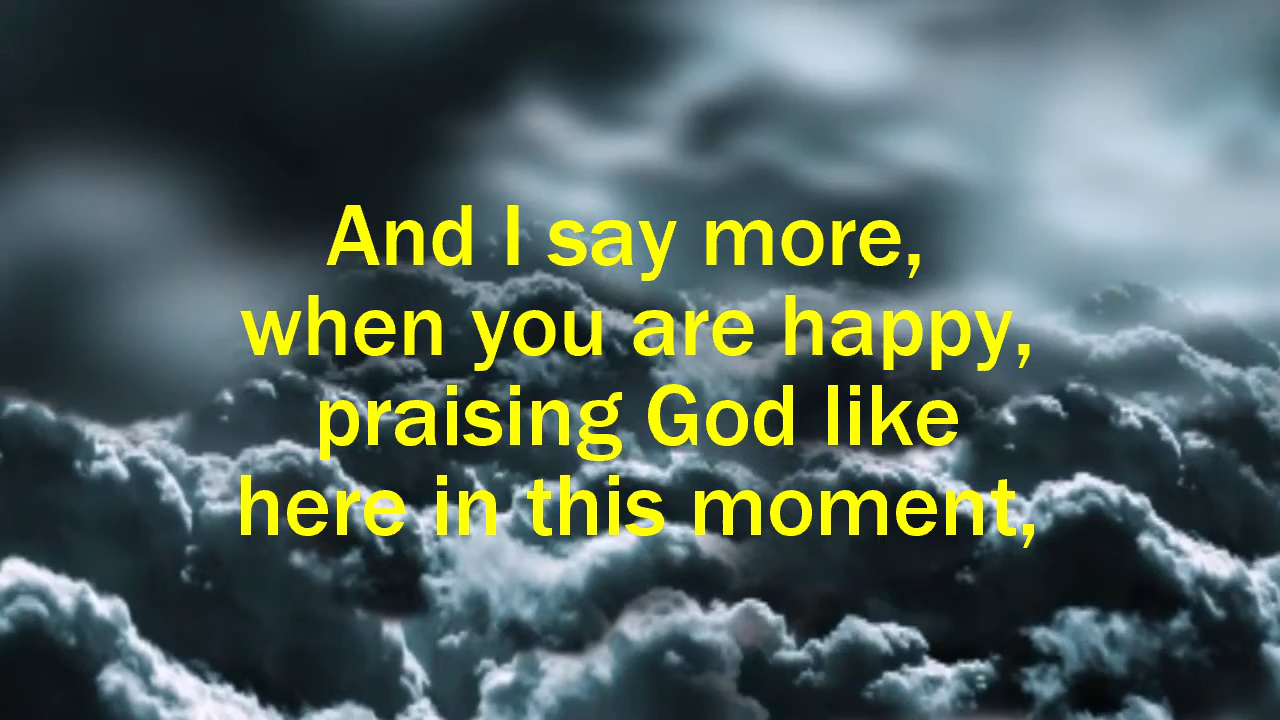 And I say more,
when you are happy,
praising God like
here in this moment,